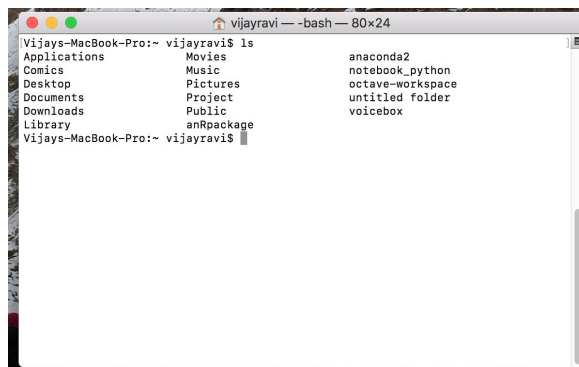 vijayravi — -bash — 80×24
[Vijays-MacBook-Pro:~ vijayravi$ ls ]
Applications Movies anaconda2
Comics Music notebook_python
Desktop Pictures octave-workspace
Documents Project untitled folder
Downloads Public voicebox
Library anRpackage
Vijays-MacBook-Pro:~ vijayravi$